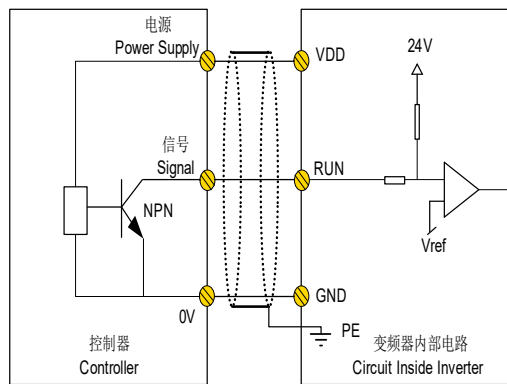 电源
Power Supply
VDD
24V
信号
Signal
RUN
NPN
Vref
0V
GND
PE
控制器
Controller
变频器内部电路
Circuit Inside Inverter